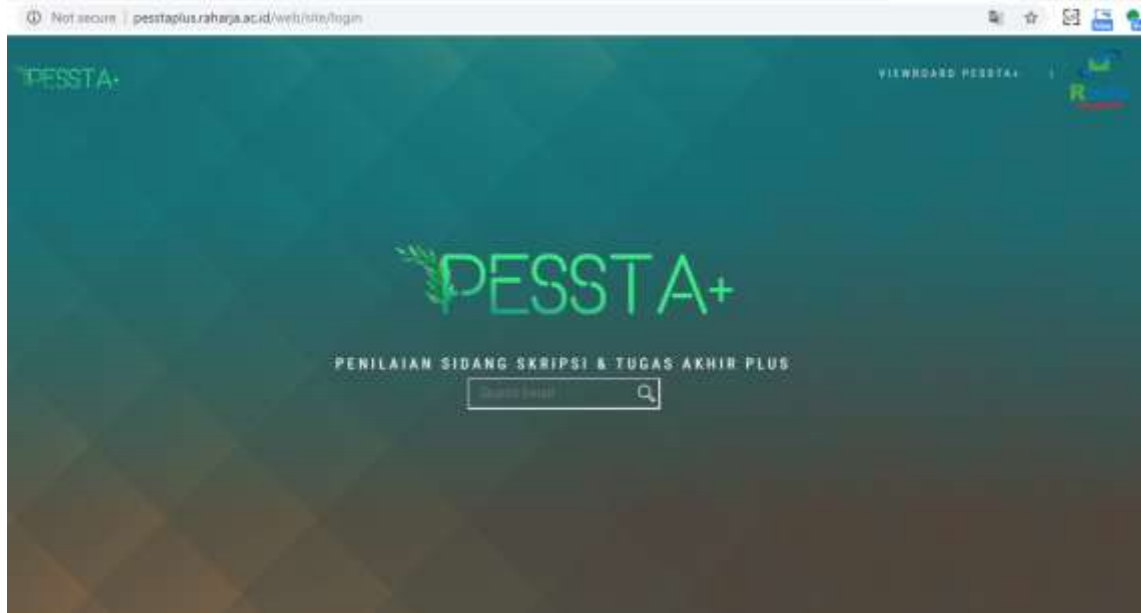 Not secure | pesstaplus.raharja.ac.id/web/site/login
PESSTA+
VIEWBOARD PESSTA+ |
PESSTA+
PENILAIAN SIDANG SKRIPSI & TUGAS AKHIR PLUS